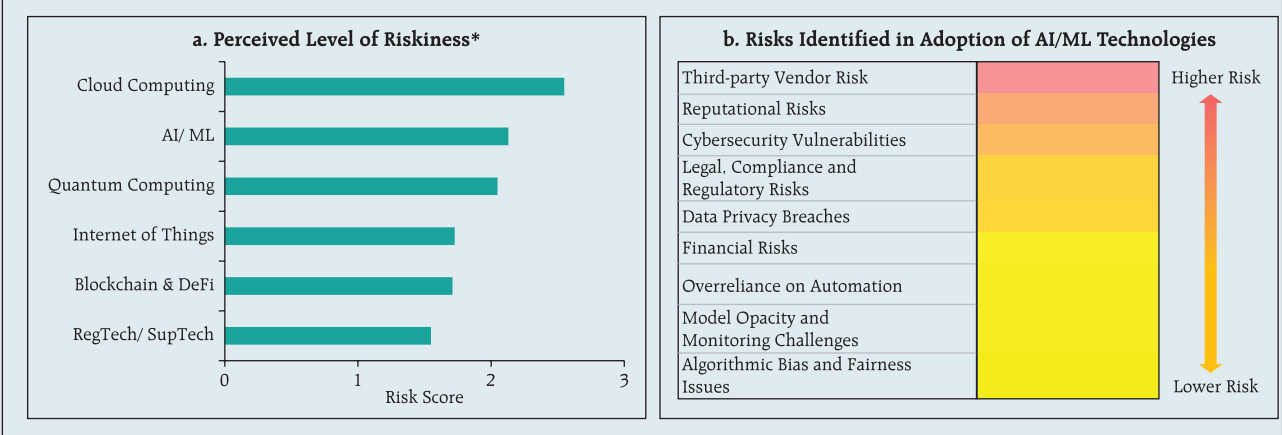 a. Perceived Level of Riskiness*
Cloud Computing
AI/ ML
Quantum Computing
Internet of Things
Blockchain & DeFi
RegTech/ SupTech
0 1 2 3
Risk Score
b. Risks Identified in Adoption of AI/ML Technologies
Third-party Vendor Risk
Reputational Risks
Cybersecurity Vulnerabilities
Legal, Compliance and
Regulatory Risks
Data Privacy Breaches
Financial Risks
Overreliance on Automation
Model Opacity and
Monitoring Challenges
Algorithmic Bias and Fairness
Issues
Higher Risk
Lower Risk